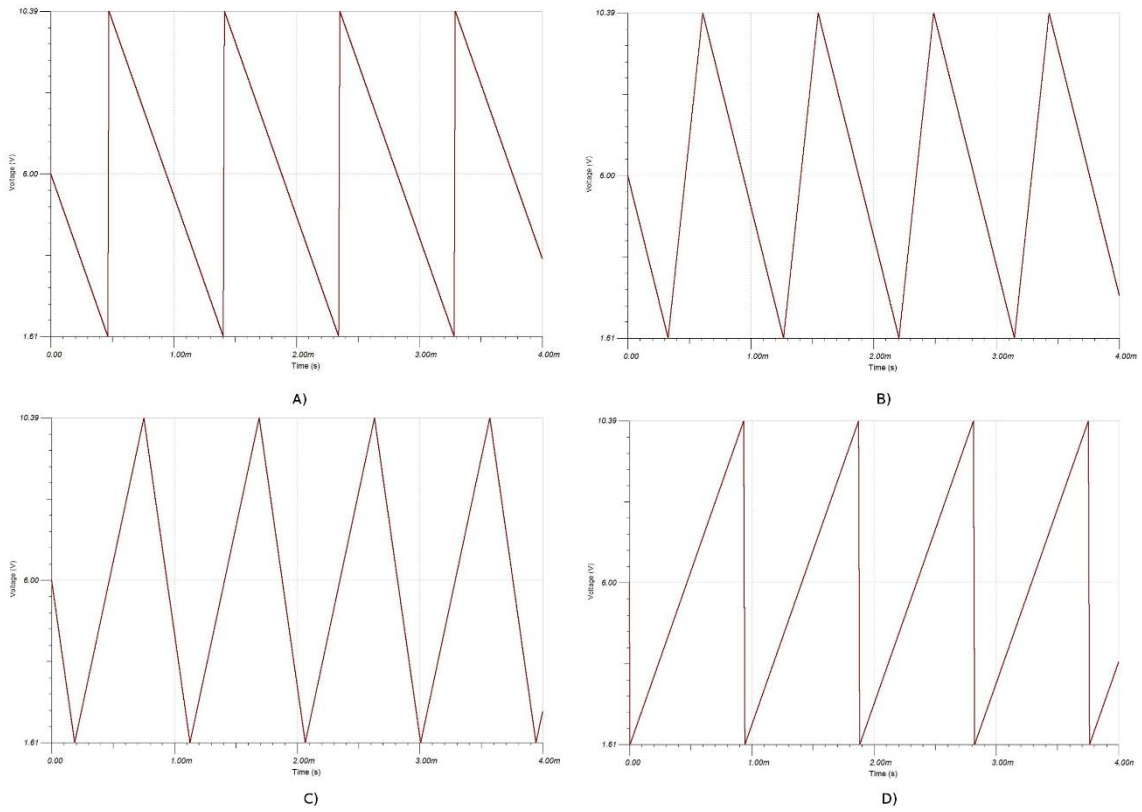 10.39
Voltage (V)
6.00
1.61
0.00
1.00m
2.00m
3.00m
4.00m
Time (s)
A)
10.39
Voltage (V)
6.00
1.61
0.00
1.00m
2.00m
3.00m
4.00m
Time (s)
B)
10.39
Voltage (V)
6.00
1.61
0.00
1.00m
2.00m
3.00m
4.00m
Time (s)
C)
10.39
Voltage (V)
6.00
1.61
0.00
1.00m
2.00m
3.00m
4.00m
Time (s)
D)